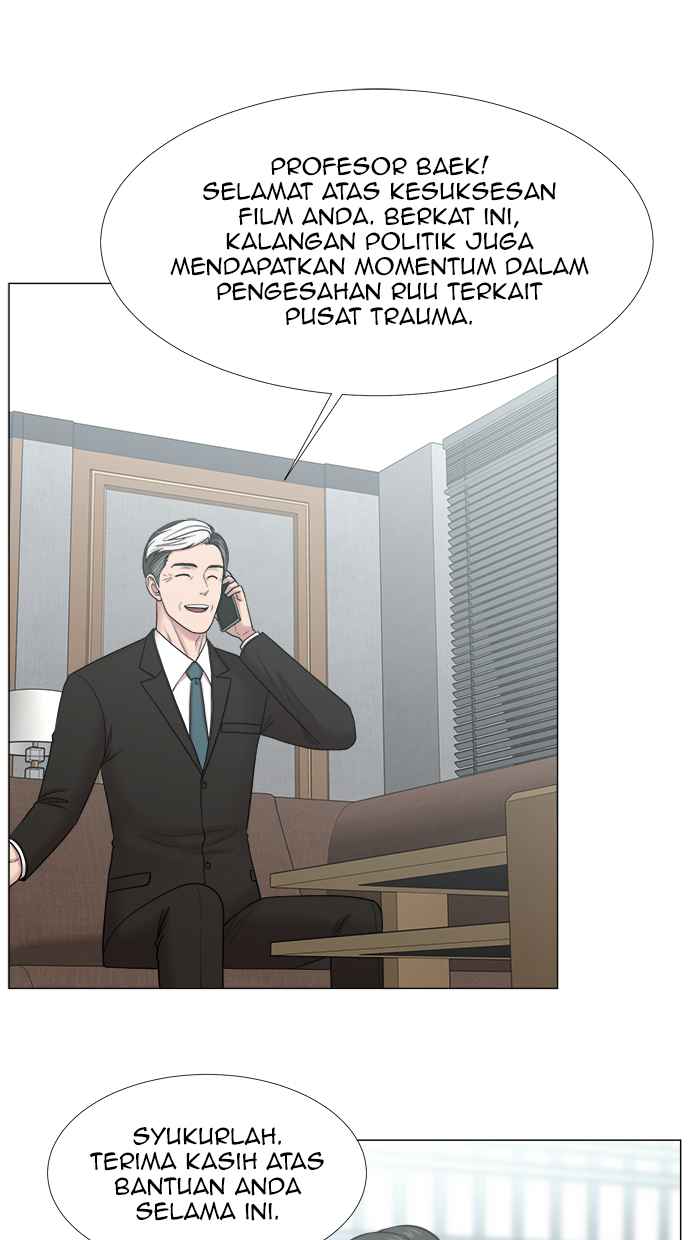 PROFESOR BAEK!
SELAMAT ATAS KESUKSESAN
FILM ANDA. BERKAT INI,
KALANGAN POLITIK JUGA
MENDAPATKAN MOMENTUM DALAM
PENGESAHAN RUU TERKAIT
PUSAT TRAUMA.
SYUKURLAH.
TERIMA KASIH ATAS
BANTUAN ANDA
SELAMA INI.